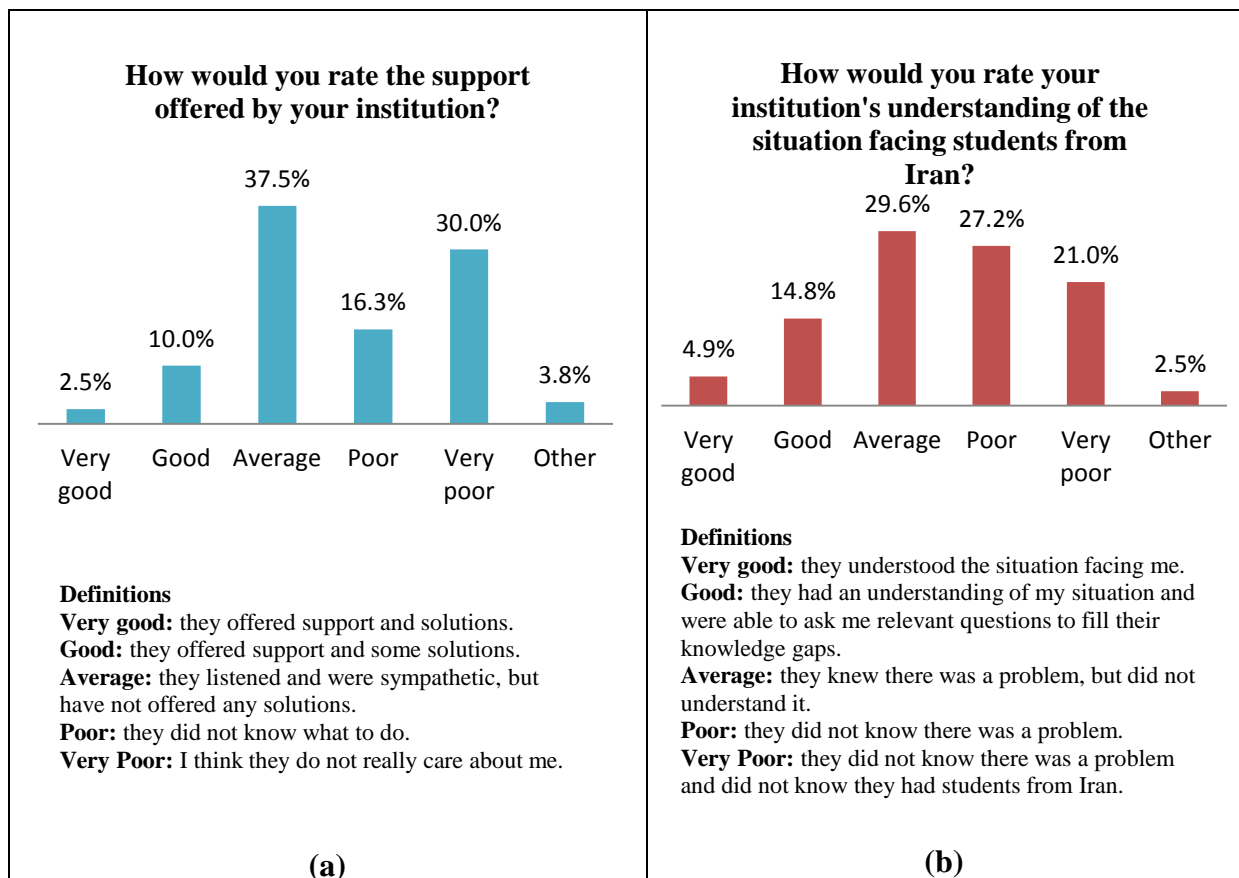 How would you rate the support
offered by your institution?
37.5%
30.0%
16.3%
10.0%
2.5%
3.8%
Very good
Good
Average
Poor
Very poor
Other
Definitions
Very good: they offered support and solutions.
Good: they offered support and some solutions.
Average: they listened and were sympathetic, but
have not offered any solutions.
Poor: they did not know what to do.
Very Poor: I think they do not really care about me.
(a)
How would you rate your
institution's understanding of the
situation facing students from
Iran?
29.6%
27.2%
21.0%
14.8%
4.9%
2.5%
Very good
Good
Average
Poor
Very poor
Other
Definitions
Very good: they understood the situation facing me.
Good: they had an understanding of my situation and
were able to ask me relevant questions to fill their
knowledge gaps.
Average: they knew there was a problem, but did not
understand it.
Poor: they did not know there was a problem.
Very Poor: they did not know there was a problem
and did not know they had students from Iran.
(b)